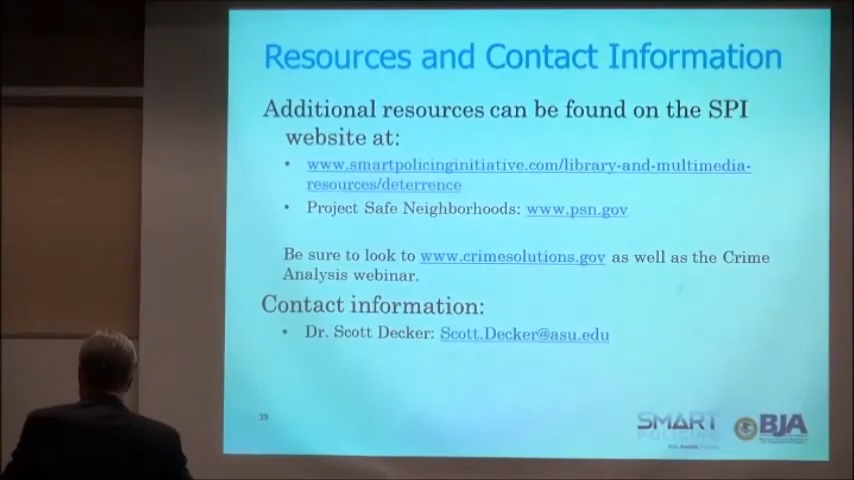 Resources and Contact Information
Additional resources can be found on the SPI
website at:
• www.smartpolicinginitiative.com/library-and-multimedia-
resources/deterrence
• Project Safe Neighborhoods: www.psn.gov
Be sure to look to www.crimesolutions.gov as well as the Crime
Analysis webinar.
Contact information:
• Dr. Scott Decker: Scott.Decker@asu.edu
39
SMART
POLICING
BJA